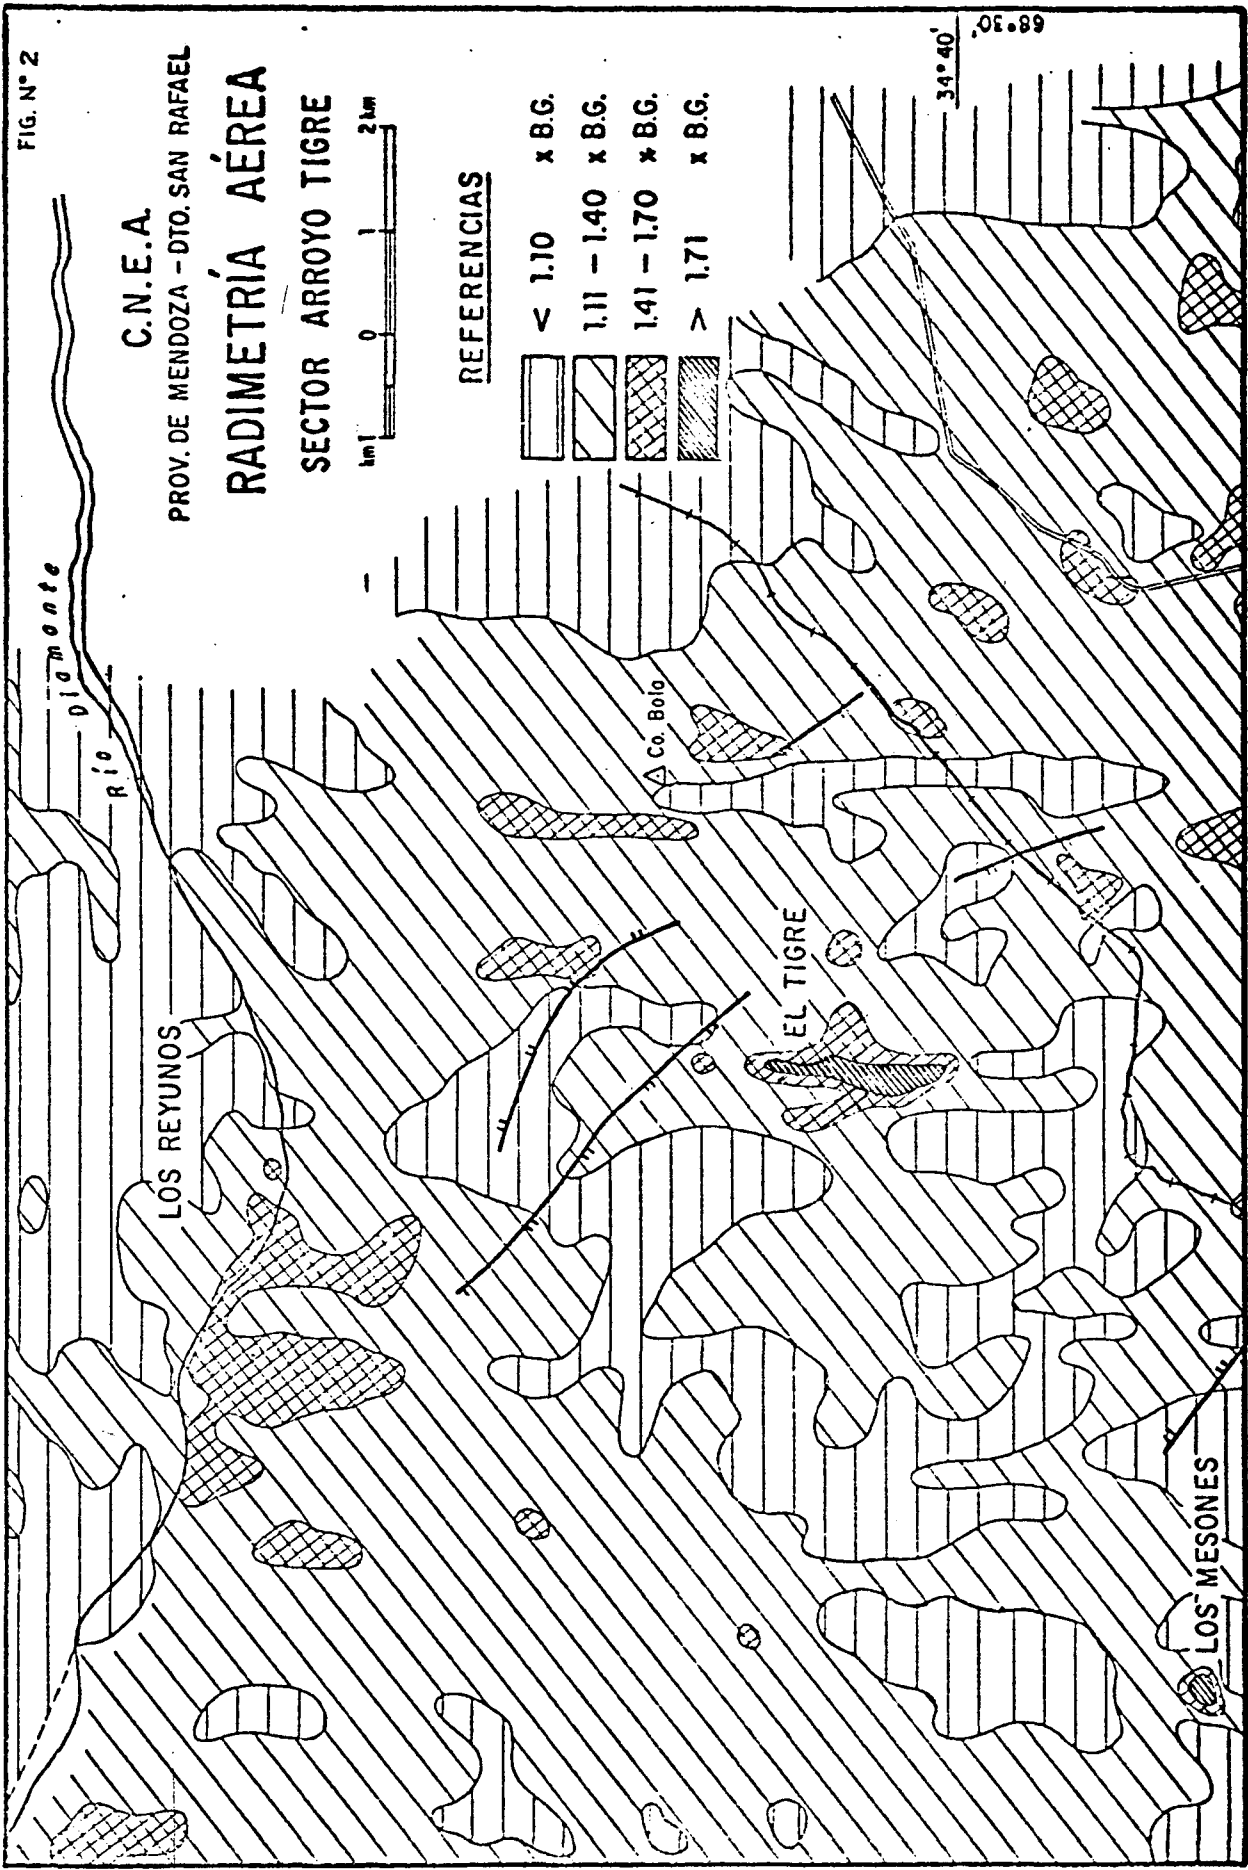 FIG. N° 2
C.N.E.A.
PROV. DE MENDOZA - DTO. SAN RAFAEL
RADIMETRÍA AÉREA
SECTOR ARROYO TIGRE
km 1 0 1 2 km
REFERENCIAS
< 1.10 x B.G.
1.11 - 1.40 x B.G.
1.41 - 1.70 x B.G.
> 1.71 x B.G.
34° 40'
68° 30'
Río Diamante
LOS REYUNOS
Co. Bola
EL TIGRE
LOS MESONES